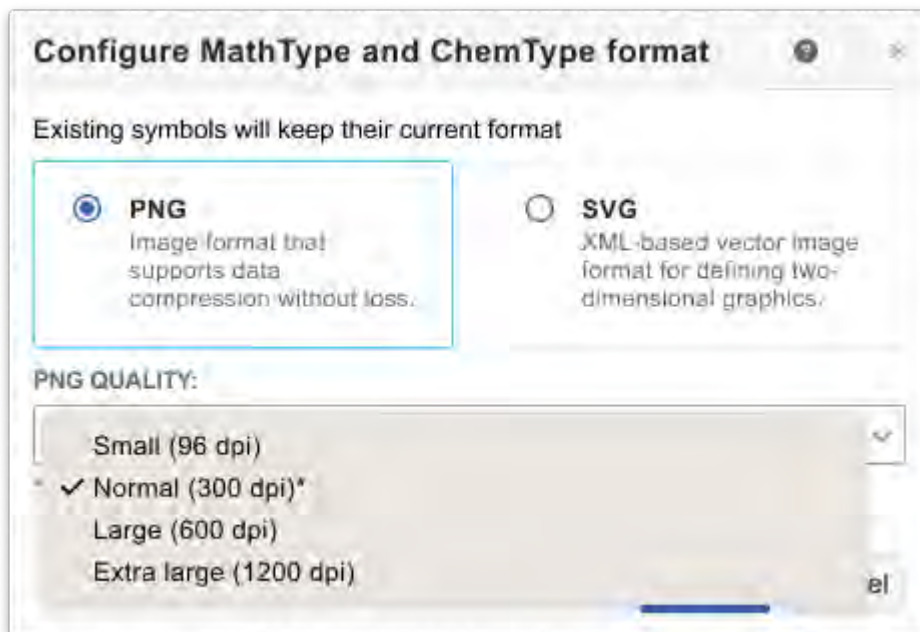 Configure MathType and ChemType format
Existing symbols will keep their current format
PNG
Image format that
supports data
compression without loss.
SVG
XML-based vector image
format for defining two-
dimensional graphics.
PNG QUALITY:
Small (96 dpi)
Normal (300 dpi)*
Large (600 dpi)
Extra large (1200 dpi)
el